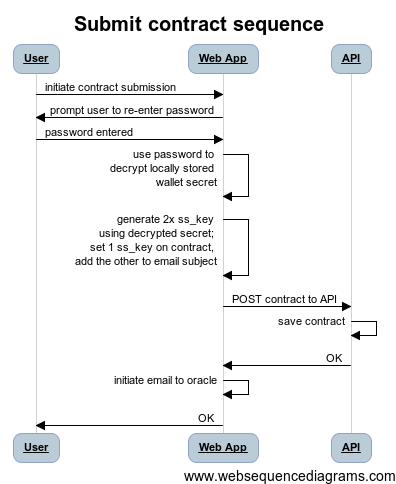 Submit contract sequence
User
Web App
API
initiate contract submission
prompt user to re-enter password
password entered
use password to
decrypt locally stored
wallet secret
generate 2x ss_key
using decrypted secret;
set 1 ss_key on contract,
add the other to email subject
POST contract to API
save contract
OK
initiate email to oracle
OK
User
Web App
API
www.websequencediagrams.com